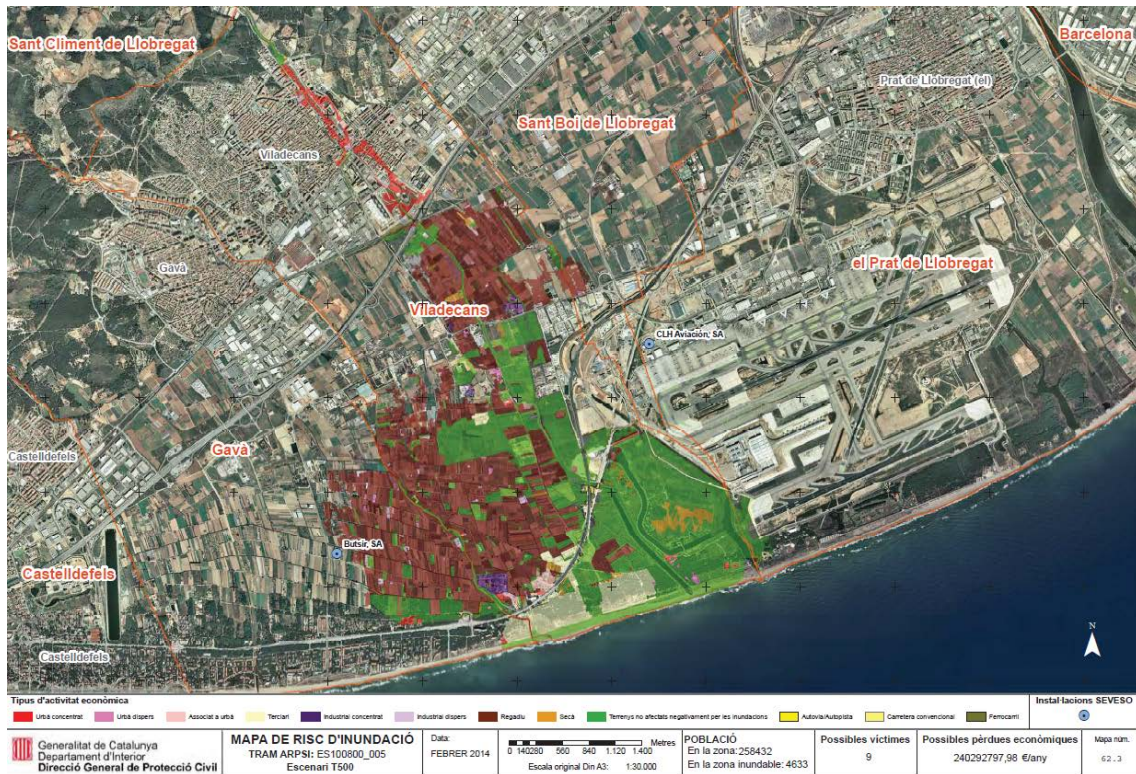 Sant Climent de Llobregat
Barcelona
Prat de Llobregat (el)
Sant Boi de Llobregat
Viladecans
Gavà
el Prat de Llobregat
Viladecans
CLH Aviación, SA
Gavà
Castelldefels
Butsir, SA
Castelldefels
Castelldefels
N
Tipus d'activitat econòmica
Instal·lacions SEVESO
Urbà concentrat
Urbà dispers
Associat a urbà
Terciari
Industrial concentrat
Industrial dispers
Regadiu
Secà
Terrenys no afectats negativament per les inundacions
Autovia/Autopista
Carretera convencional
Ferrocarril
Generalitat de Catalunya
Departament d'Interior
Direcció General de Protecció Civil
MAPA DE RISC D'INUNDACIÓ
TRAM ARPSI: ES100800_005
Escenari T500
Data:
FEBRER 2014
0 140280 560 840 1.120 1.400 Metres
Escala original Din A3: 1:30.000
POBLACIÓ
En la zona: 258432
En la zona inundable: 4633
Possibles víctimes
9
Possibles pèrdues econòmiques
240292797,98 €/any
Mapa núm.
62.3